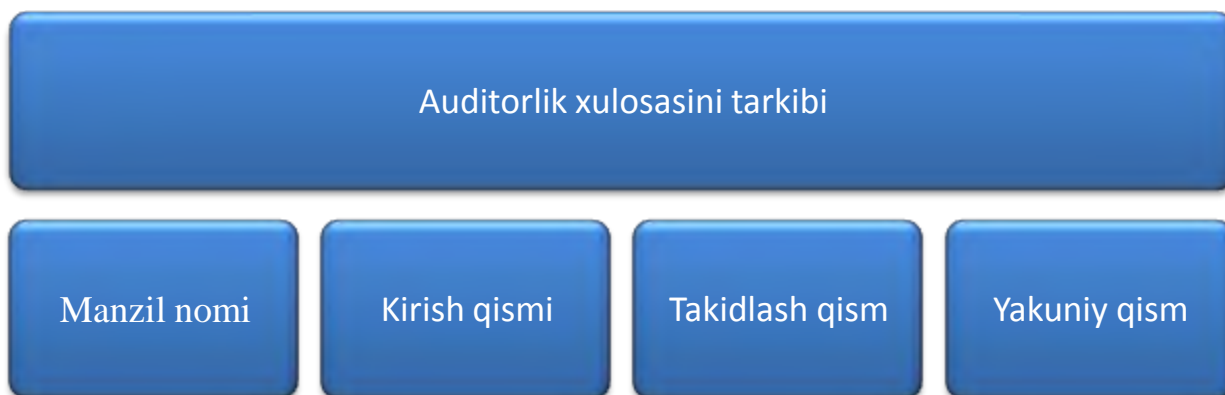 Auditorlik xulosasini tarkibi
Manzil nomi
Kirish qismi
Takidlash qism
Yakuniy qism